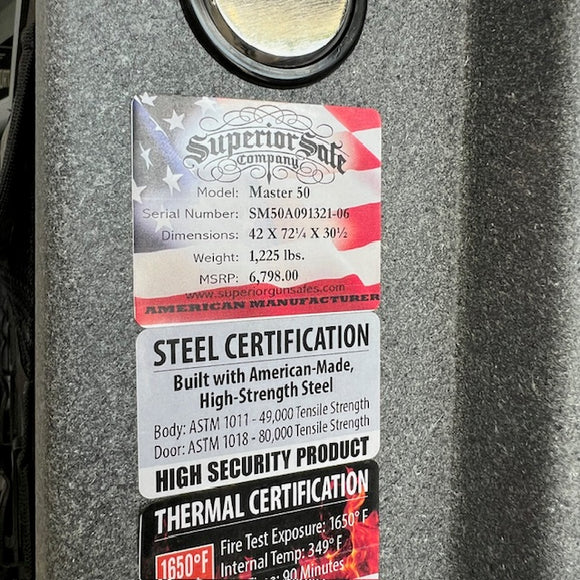 Superior Safe
Company
Model: Master 50
Serial Number: SM50A091321-06
Dimensions: 42 X 72¼ X 30½
Weight: 1,225 lbs.
MSRP: 6,798.00
www.superiorgunsafes.com
AMERICAN MANUFACTURER
STEEL CERTIFICATION
Built with American-Made,
High-Strength Steel
Body: ASTM 1011 - 49,000 Tensile Strength
Door: ASTM 1018 - 80,000 Tensile Strength
HIGH SECURITY PRODUCT
THERMAL CERTIFICATION
Fire Test Exposure: 1650° F
1650°F Internal Temp: 349° F
90 Minutes